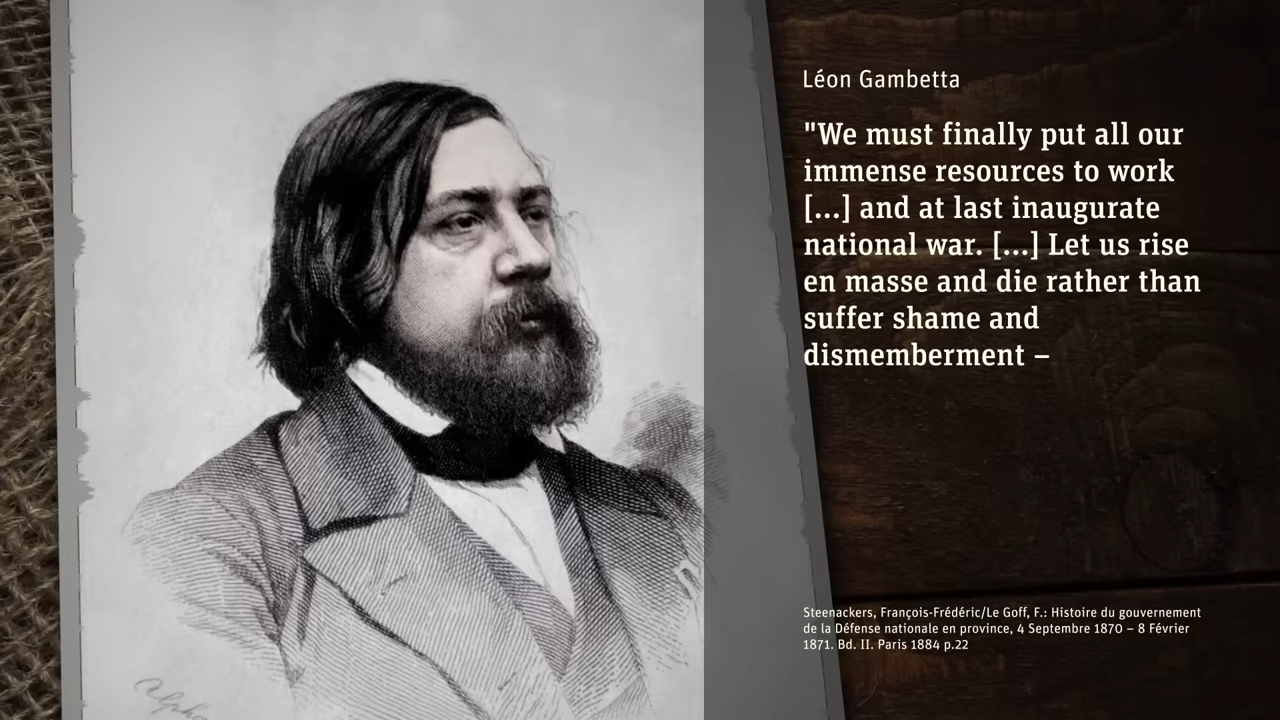 Léon Gambetta
"We must finally put all our
immense resources to work
[...] and at last inaugurate
national war. [...] Let us rise
en masse and die rather than
suffer shame and
dismemberment –
Steenackers, François-Frédéric/Le Goff, F.: Histoire du gouvernement
de la Défense nationale en province, 4 Septembre 1870 – 8 Février
1871. Bd. II. Paris 1884 p.22